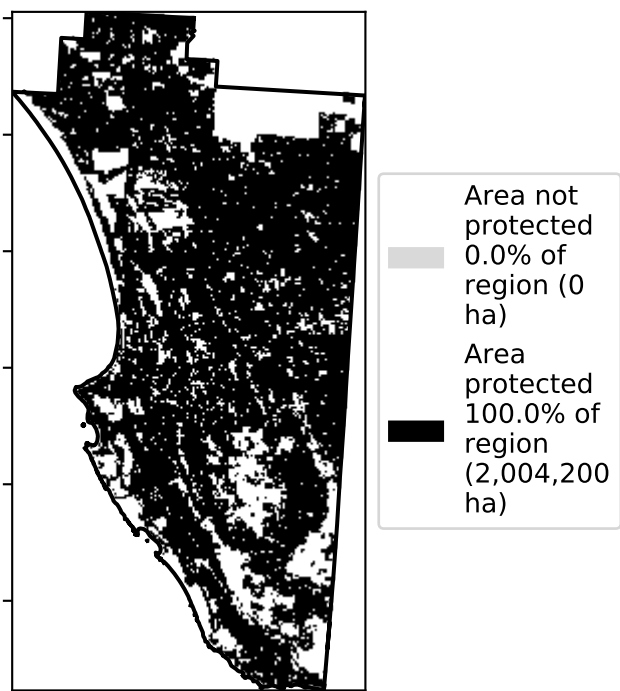 Area not
protected
0.0% of
region (0
ha)
Area
protected
100.0% of
region
(2,004,200
ha)